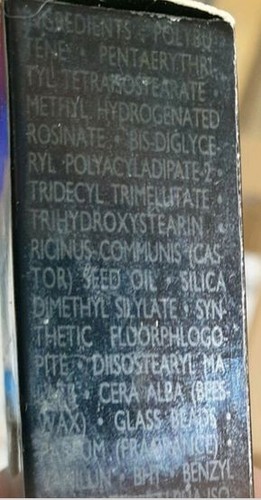 INGREDIENTS • POLYBU-
TENE • PENTAERYTHRI-
TYL TETRAISOSTEARATE •
METHYL HYDROGENATED
ROSINATE • BIS-DIGLYCE-
RYL POLYACYLADIPATE-2 •
TRIDECYL TRIMELLITATE •
TRIHYDROXYSTEARIN •
RICINUS COMMUNIS (CAS-
TOR) SEED OIL • SILICA
DIMETHYL SILYLATE • SYN-
THETIC FLUORPHLOGO-
PITE • DIISOSTEARYL MA-
• CERA ALBA (BEES-
WAX) • GLASS BEADS •
(FRAGRANCE) •
• BHT • BENZYL